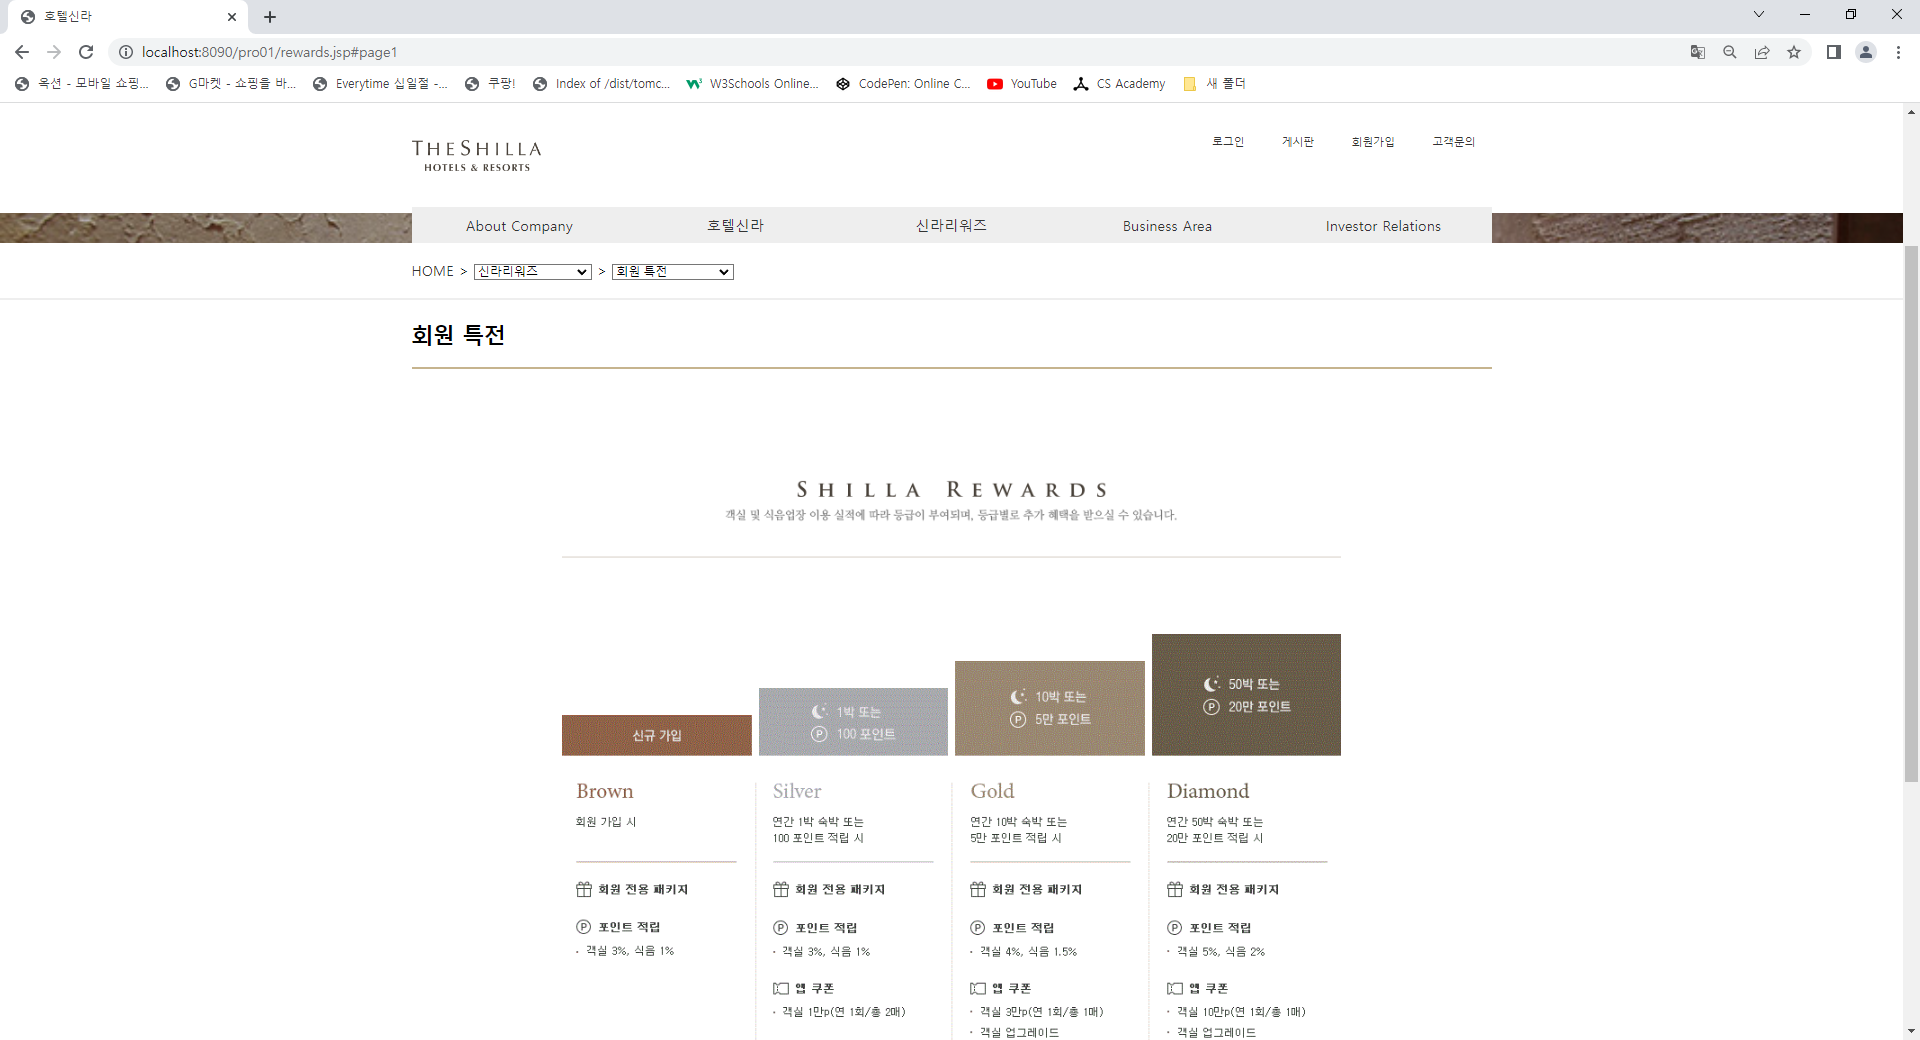 호텔신라
localhost:8090/pro01/rewards.jsp#page1
옥션 - 모바일 쇼핑... G마켓 - 쇼핑을 바... Everytime 십일절 -... 쿠팡! Index of /dist/tomc... W3Schools Online... CodePen: Online C... YouTube CS Academy 새 폴더
THE SHILLA
HOTELS & RESORTS
로그인 게시판 회원가입 고객문의
About Company 호텔신라 신라리워즈 Business Area Investor Relations
HOME > 신라리워즈 > 회원 특전
회원 특전
SHILLA REWARDS
객실 및 식음업장 이용 실적에 따라 등급이 부여되며, 등급별로 추가 혜택을 받으실 수 있습니다.
신규 가입
1박 또는
100 포인트
10박 또는
5만 포인트
50박 또는
20만 포인트
Brown
회원 가입 시
회원 전용 패키지
포인트 적립
· 객실 3%, 식음 1%
Silver
연간 1박 숙박 또는
100 포인트 적립 시
회원 전용 패키지
포인트 적립
· 객실 3%, 식음 1%
앱 쿠폰
· 객실 1만p(연 1회/총 2매)
Gold
연간 10박 숙박 또는
5만 포인트 적립 시
회원 전용 패키지
포인트 적립
· 객실 4%, 식음 1.5%
앱 쿠폰
· 객실 3만p(연 1회/총 1매)
· 객실 업그레이드
Diamond
연간 50박 숙박 또는
20만 포인트 적립 시
회원 전용 패키지
포인트 적립
· 객실 5%, 식음 2%
앱 쿠폰
· 객실 10만p(연 1회/총 1매)
· 객실 업그레이드